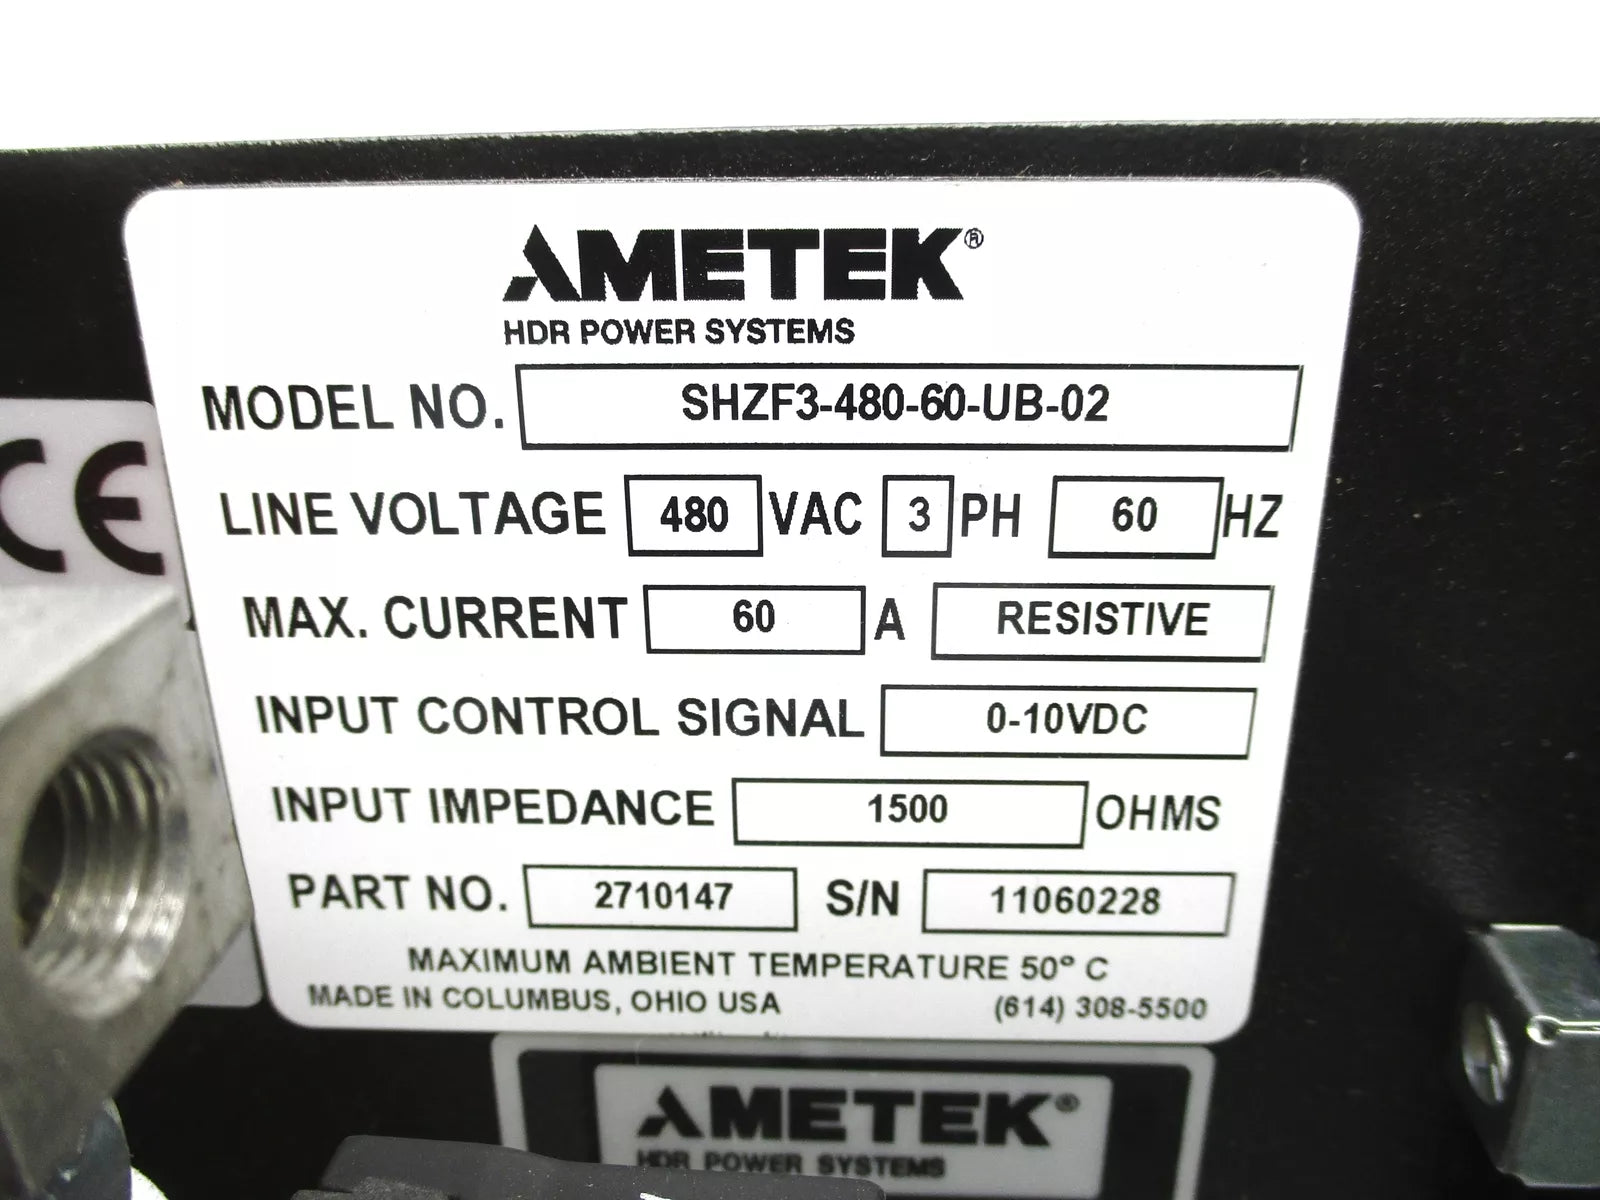 AMETEK®
HDR POWER SYSTEMS
MODEL NO. SHZF3-480-60-UB-02
LINE VOLTAGE 480 VAC 3 PH 60 HZ
MAX. CURRENT 60 A RESISTIVE
INPUT CONTROL SIGNAL 0-10VDC
INPUT IMPEDANCE 1500 OHMS
PART NO. 2710147 S/N 11060228
MAXIMUM AMBIENT TEMPERATURE 50° C
MADE IN COLUMBUS, OHIO USA (614) 308-5500
CE
AMETEK®
HDR POWER SYSTEMS